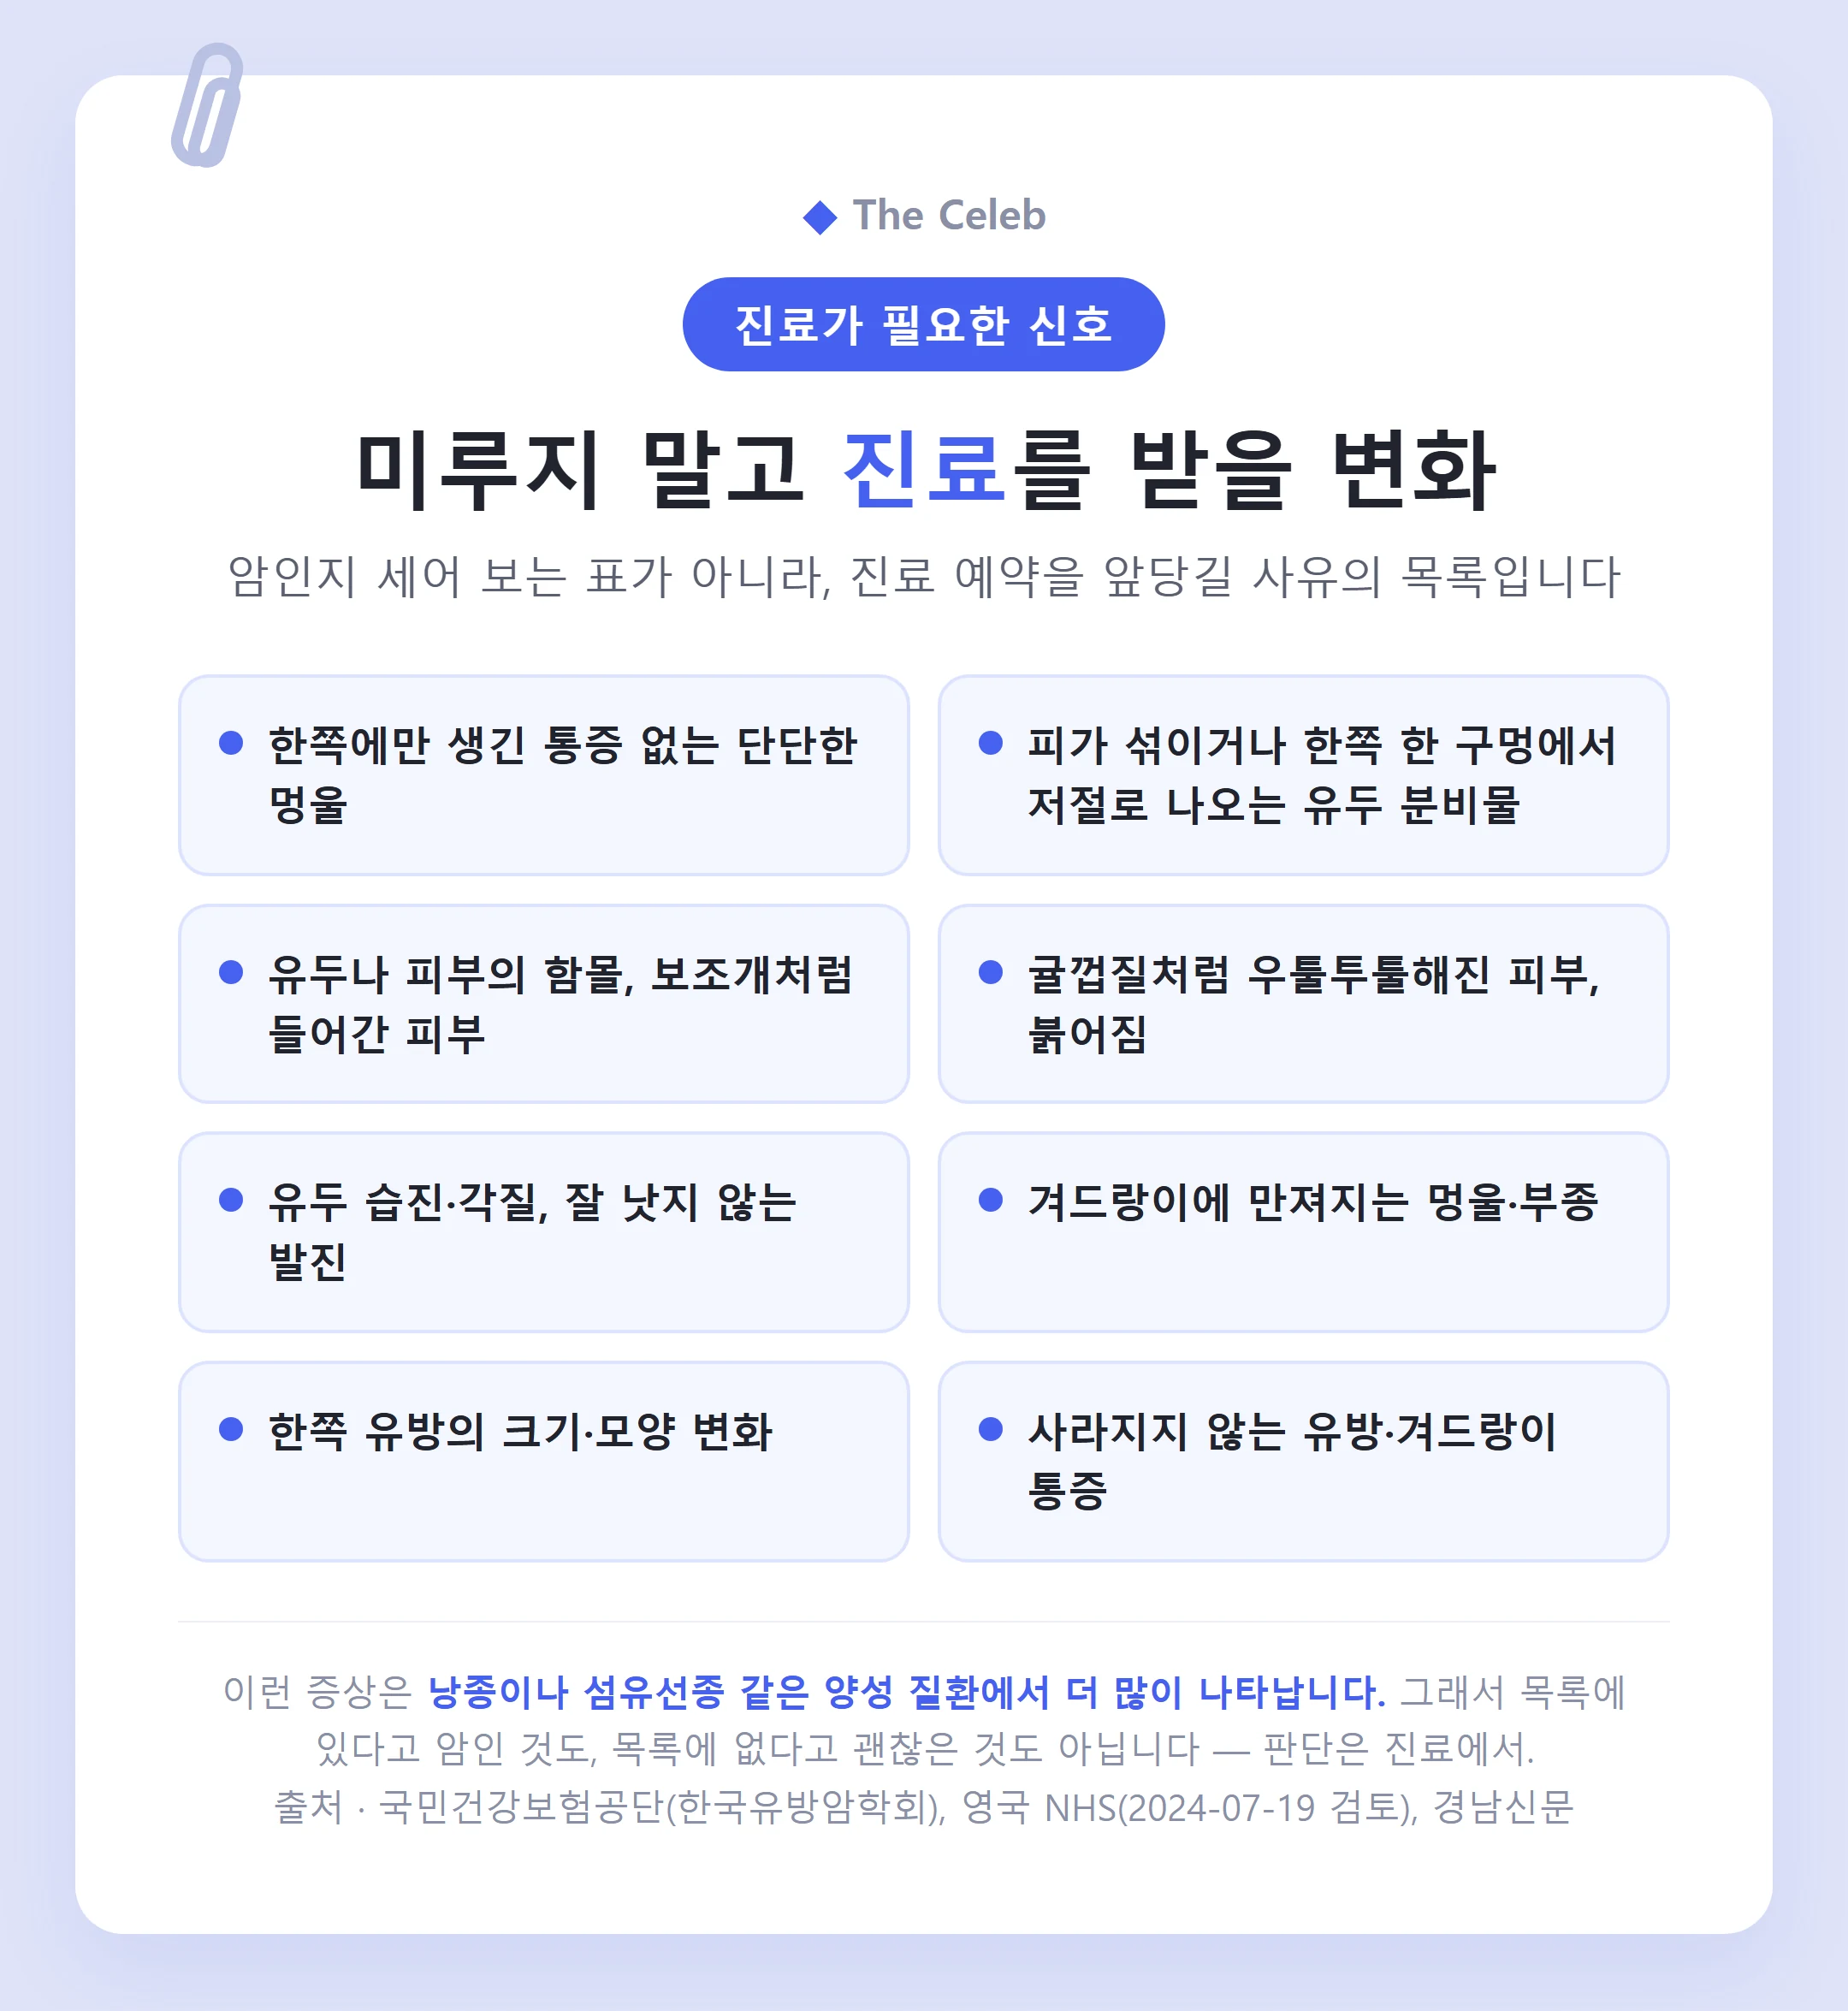 The Celeb
진료가 필요한 신호
미루지 말고 진료를 받을 변화
암인지 세어 보는 표가 아니라, 진료 예약을 앞당길 사유의 목록입니다
한쪽에만 생긴 통증 없는 단단한
멍울
피가 섞이거나 한쪽 한 구멍에서
저절로 나오는 유두 분비물
유두나 피부의 함몰, 보조개처럼
들어간 피부
귤껍질처럼 우툴투툴해진 피부,
붉어짐
유두 습진·각질, 잘 낫지 않는
발진
겨드랑이에 만져지는 멍울·부종
한쪽 유방의 크기·모양 변화
사라지지 않는 유방·겨드랑이
통증
이런 증상은 낭종이나 섬유선종 같은 양성 질환에서 더 많이 나타납니다. 그래서 목록에
있다고 암인 것도, 목록에 없다고 괜찮은 것도 아닙니다 — 판단은 진료에서.
출처 · 국민건강보험공단(한국유방암학회), 영국 NHS(2024-07-19 검토), 경남신문